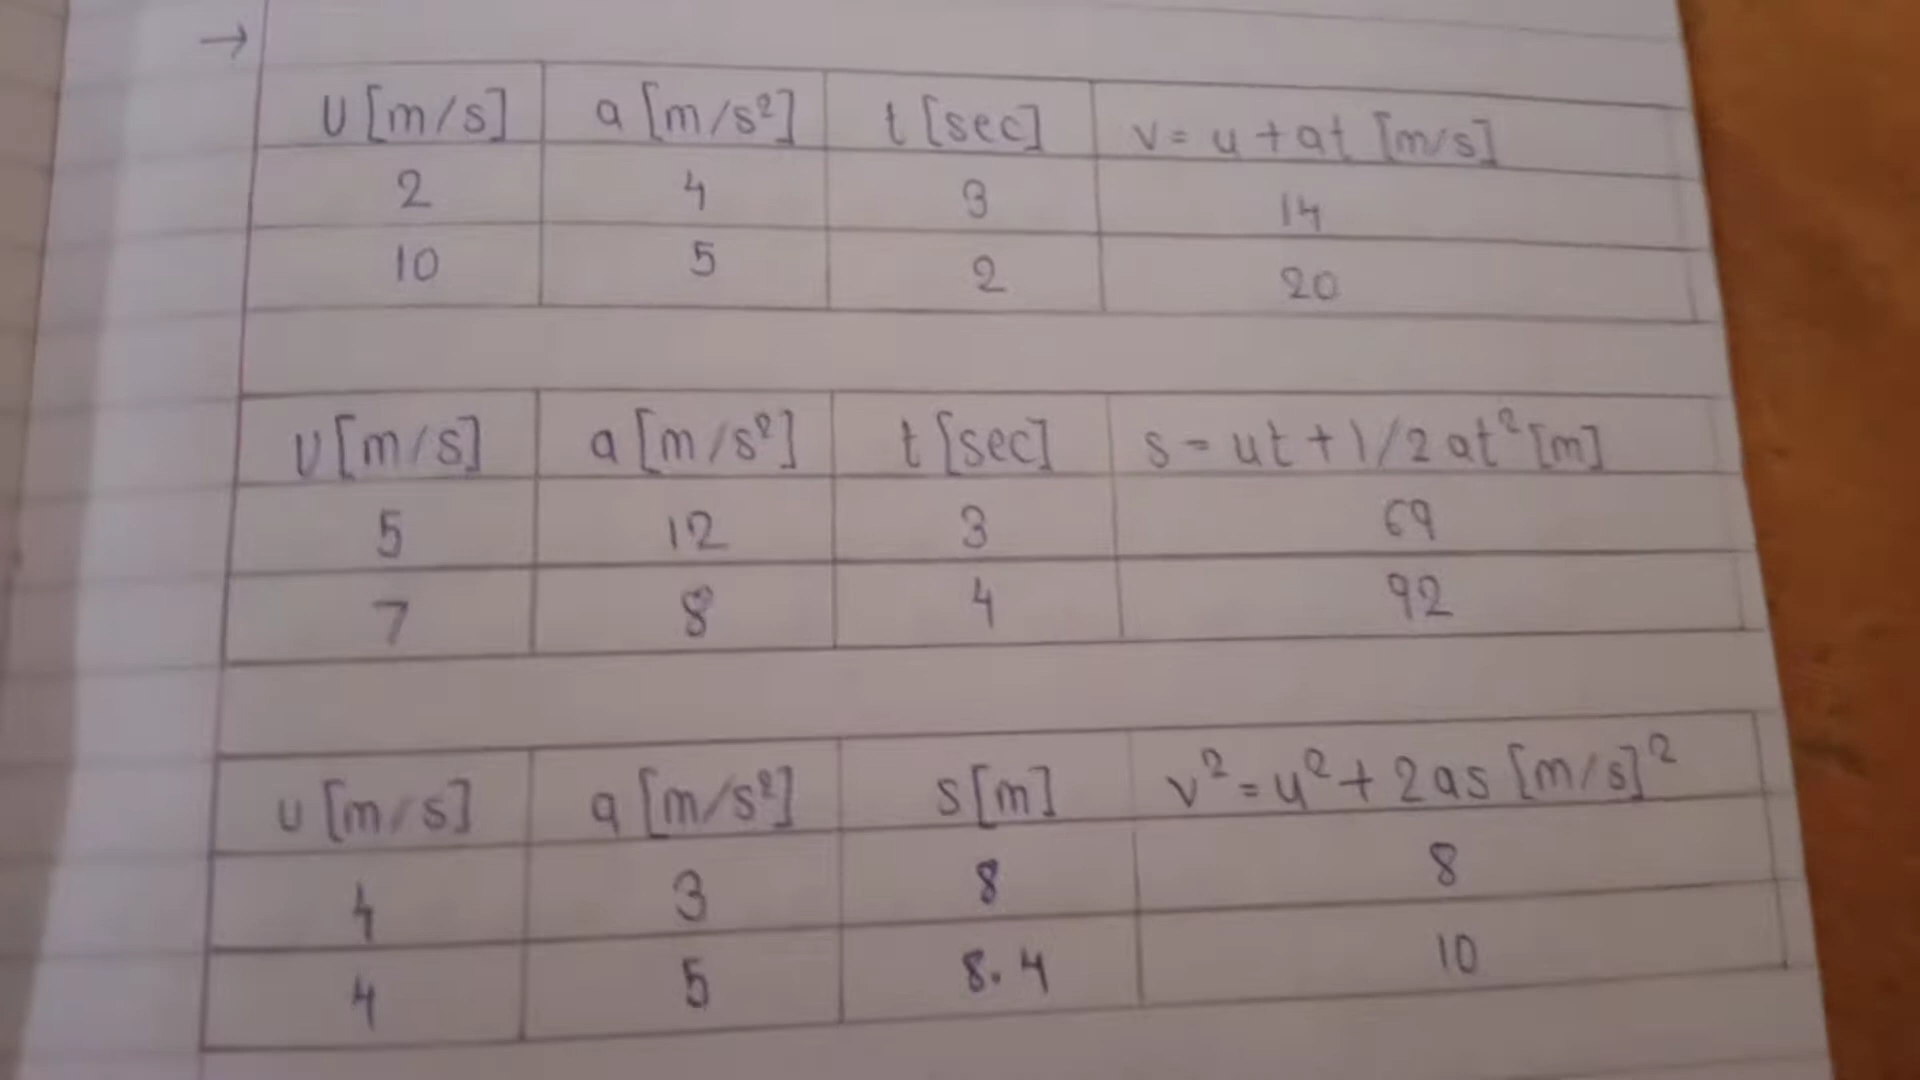 →
U [m/s] a [m/s²] t [sec] v = u + at [m/s]
2 4 3 14
10 5 2 20
U [m/s] a [m/s²] t [sec] s = ut + 1/2 at² [m]
5 12 3 69
7 8 4 92
u [m/s] a [m/s²] s [m] v² = u² + 2as [m/s]²
4 3 8 8
4 5 8.4 10